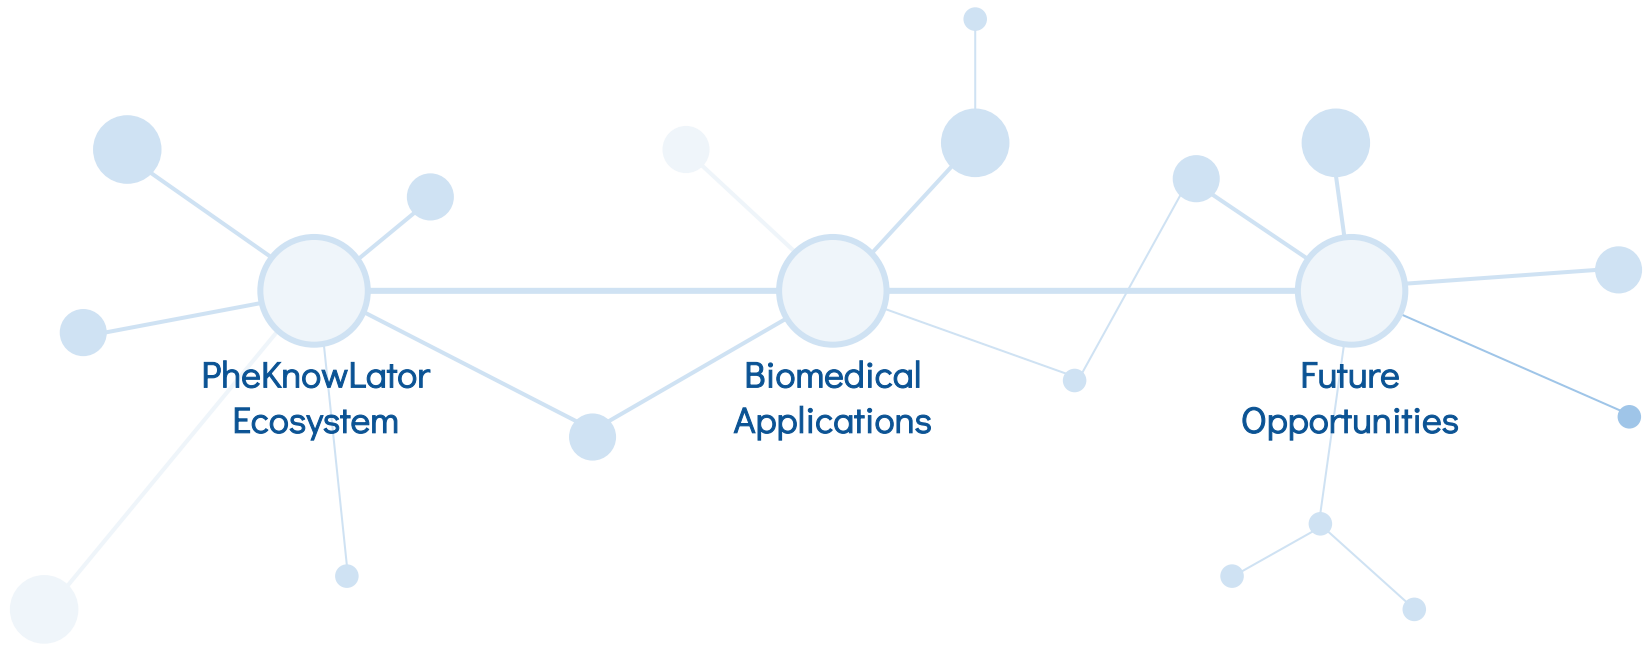 PheKnowLator
Ecosystem
Biomedical
Applications
Future
Opportunities